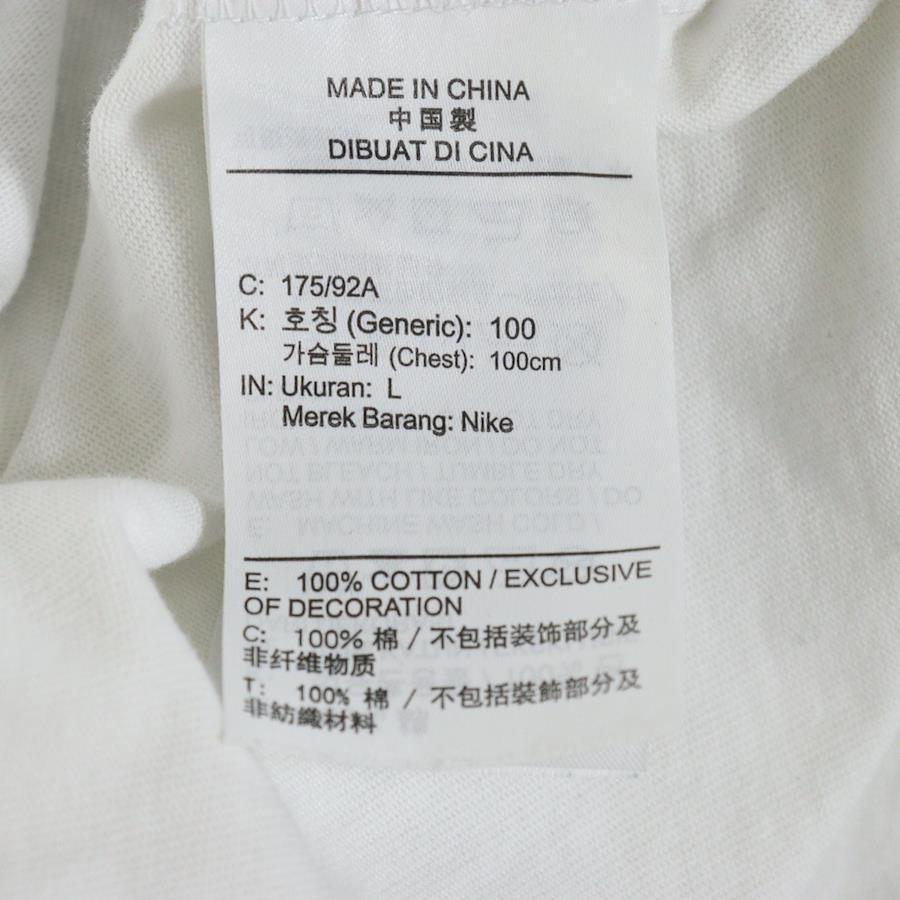 MADE IN CHINA
中国製
DIBUAT DI CINA
C: 175/92A
K: 호칭 (Generic): 100
가슴둘레 (Chest): 100cm
IN: Ukuran: L
Merek Barang: Nike
E: 100% COTTON / EXCLUSIVE
OF DECORATION
C: 100% 棉 / 不包括装饰部分及
非纤维物质
T: 100% 棉 / 不包括裝飾部分及
非紡織材料